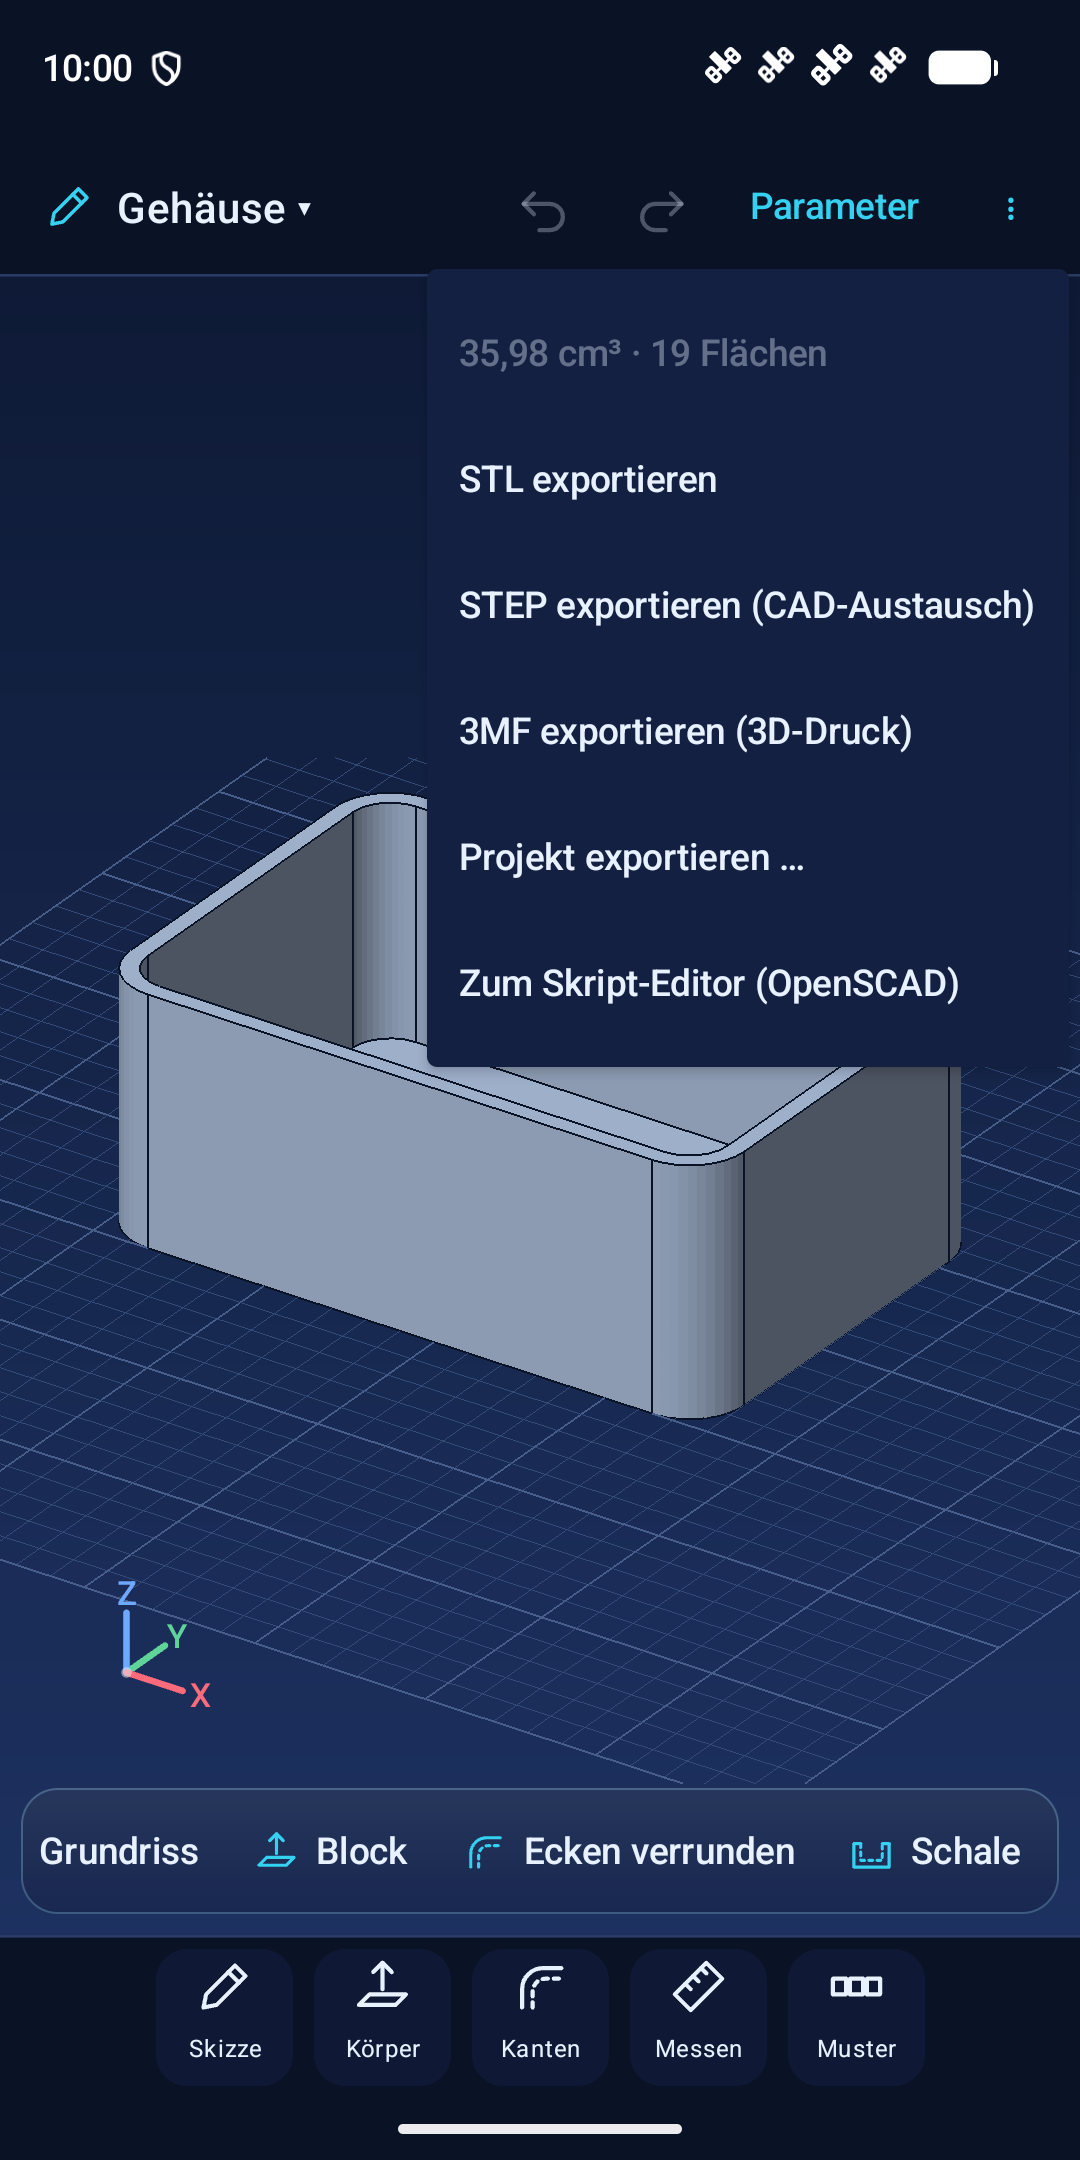 10:00
Gehäuse ▾
Parameter
35,98 cm³ · 19 Flächen
STL exportieren
STEP exportieren (CAD-Austausch)
3MF exportieren (3D-Druck)
Projekt exportieren …
Zum Skript-Editor (OpenSCAD)
Z
Y
X
Grundriss Block Ecken verrunden Schale
Skizze Körper Kanten Messen Muster